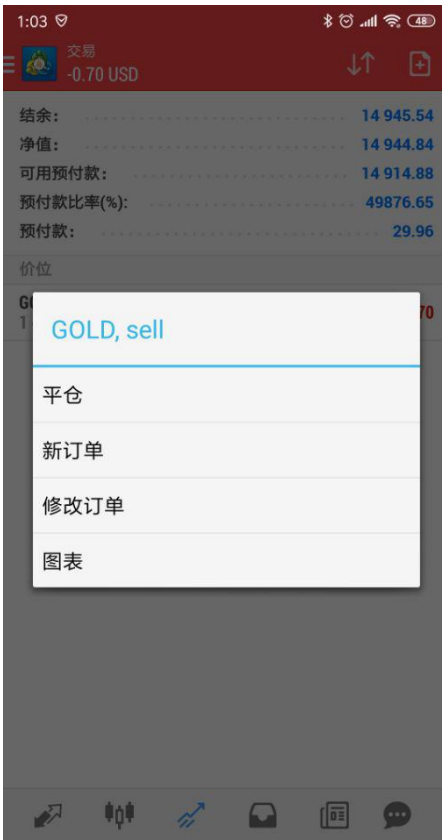 1:03
48
交易
-0.70 USD
结余: 14 945.54
净值: 14 944.84
可用预付款: 14 914.88
预付款比率(%): 49876.65
预付款: 29.96
价位
GOLD, sell
平仓
新订单
修改订单
图表